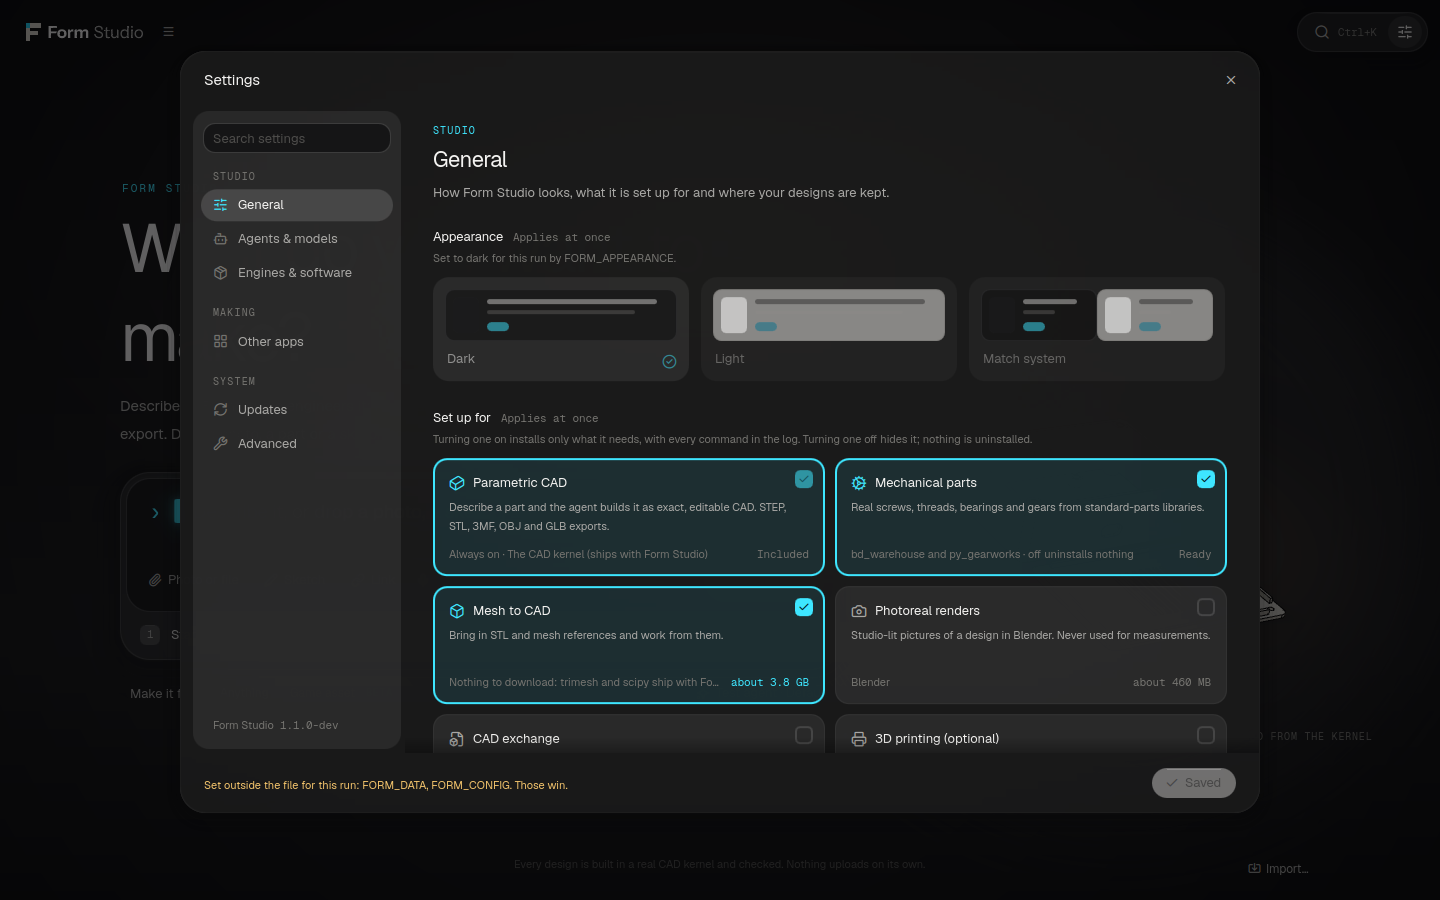 Form Studio
Ctrl+K
Settings
Search settings
STUDIO
General
Agents & models
Engines & software
MAKING
Other apps
SYSTEM
Updates
Advanced
Form Studio 1.1.0-dev
STUDIO
General
How Form Studio looks, what it is set up for and where your designs are kept.
Appearance Applies at once
Set to dark for this run by FORM_APPEARANCE.
Dark
Light
Match system
Set up for Applies at once
Turning one on installs only what it needs, with every command in the log. Turning one off hides it; nothing is uninstalled.
Parametric CAD
Describe a part and the agent builds it as exact, editable CAD. STEP,
STL, 3MF, OBJ and GLB exports.
Always on · The CAD kernel (ships with Form Studio) Included
Mechanical parts
Real screws, threads, bearings and gears from standard-parts libraries.
bd_warehouse and py_gearworks · off uninstalls nothing Ready
Mesh to CAD
Bring in STL and mesh references and work from them.
Nothing to download: trimesh and scipy ship with Fo... about 3.8 GB
Photoreal renders
Studio-lit pictures of a design in Blender. Never used for measurements.
Blender about 460 MB
CAD exchange
3D printing (optional)
Set outside the file for this run: FORM_DATA, FORM_CONFIG. Those win.
Saved
FORM ST
W
m
Describe
export. D
Ph
1 S
Make it f
FROM THE KERNEL
Every design is built in a real CAD kernel and checked. Nothing uploads on its own.
Import...